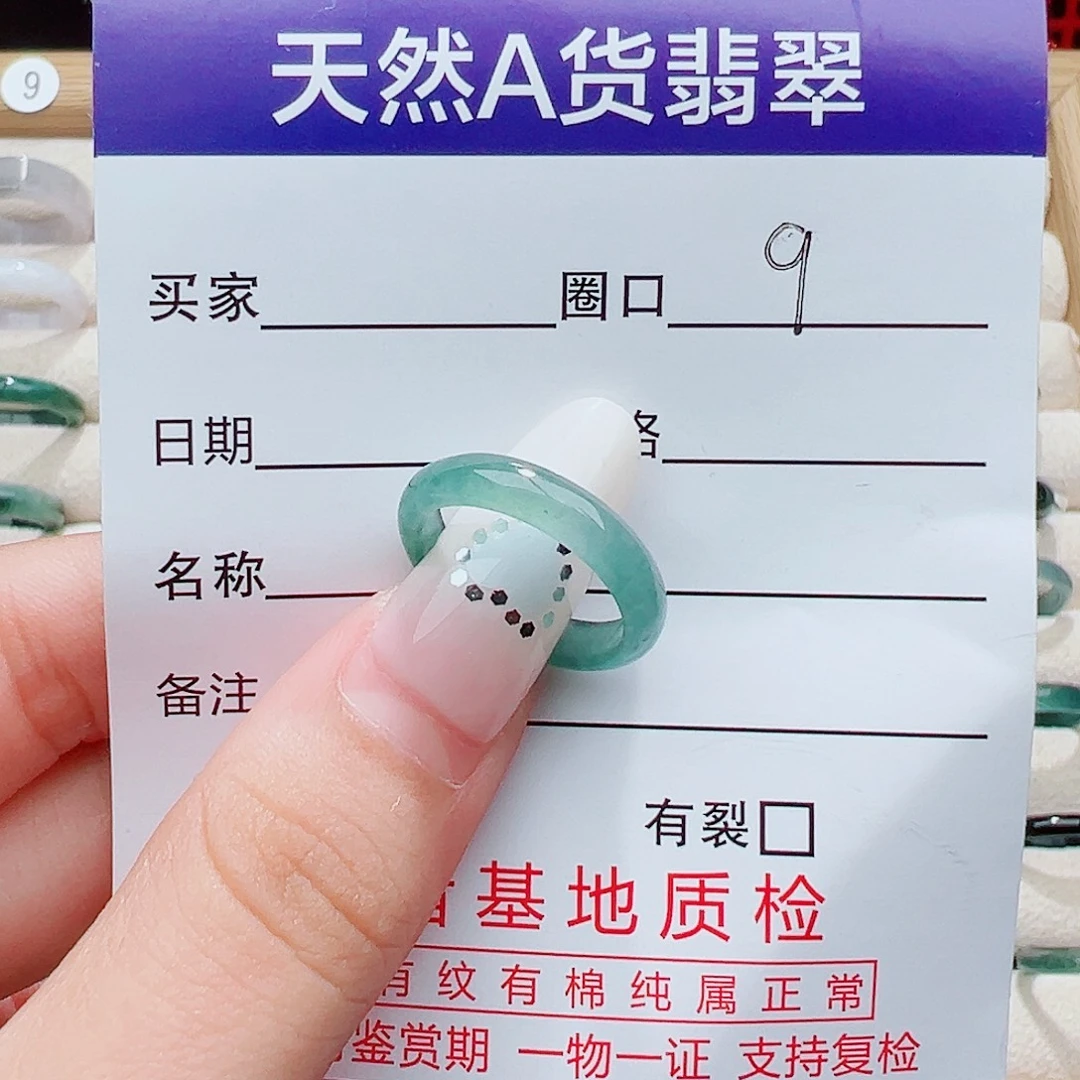 9
天然A货翡翠
买家 圈口 9
日期 格
名称
备注
有裂
基地质检
有纹有棉纯属正常
鉴赏期 一物一证 支持复检